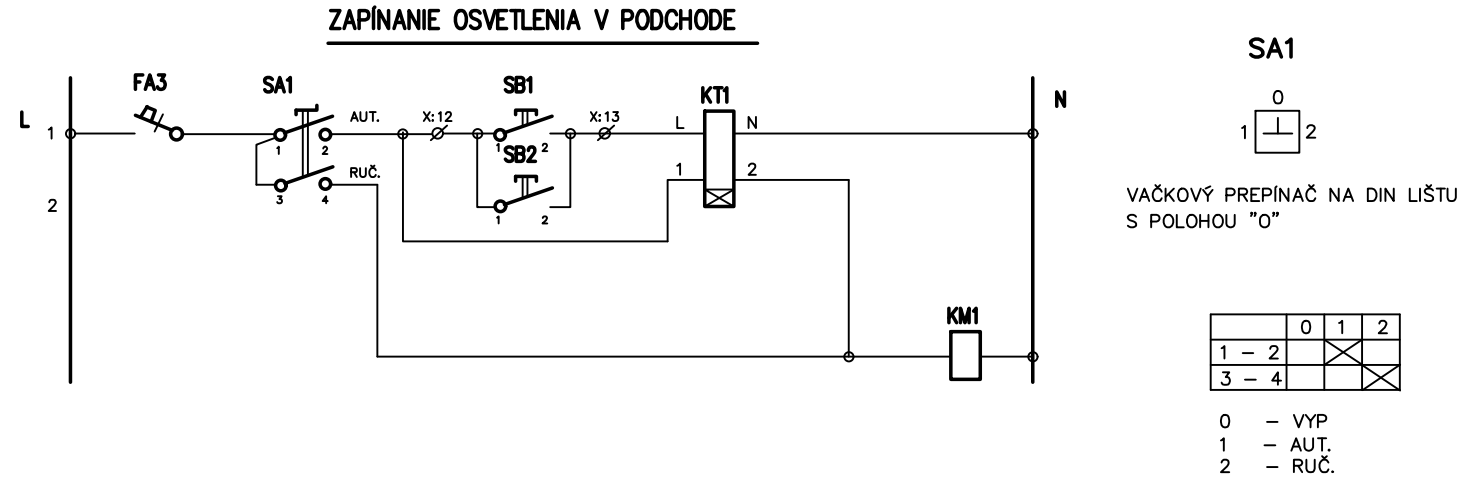 ZAPÍNANIE OSVETLENIA V PODCHODE
FA3
SA1
SB1
KT1
L
1
N
AUT.
X:12
X:13
L
N
1
2
1
2
SB2
RUČ.
1
2
3
4
1
2
2
KM1
SA1
0
1
2
VAČKOVÝ PREPÍNAČ NA DIN LIŠTU
S POLOHOU "O"
0 1 2
1 – 2
3 – 4
0 – VYP
1 – AUT.
2 – RUČ.